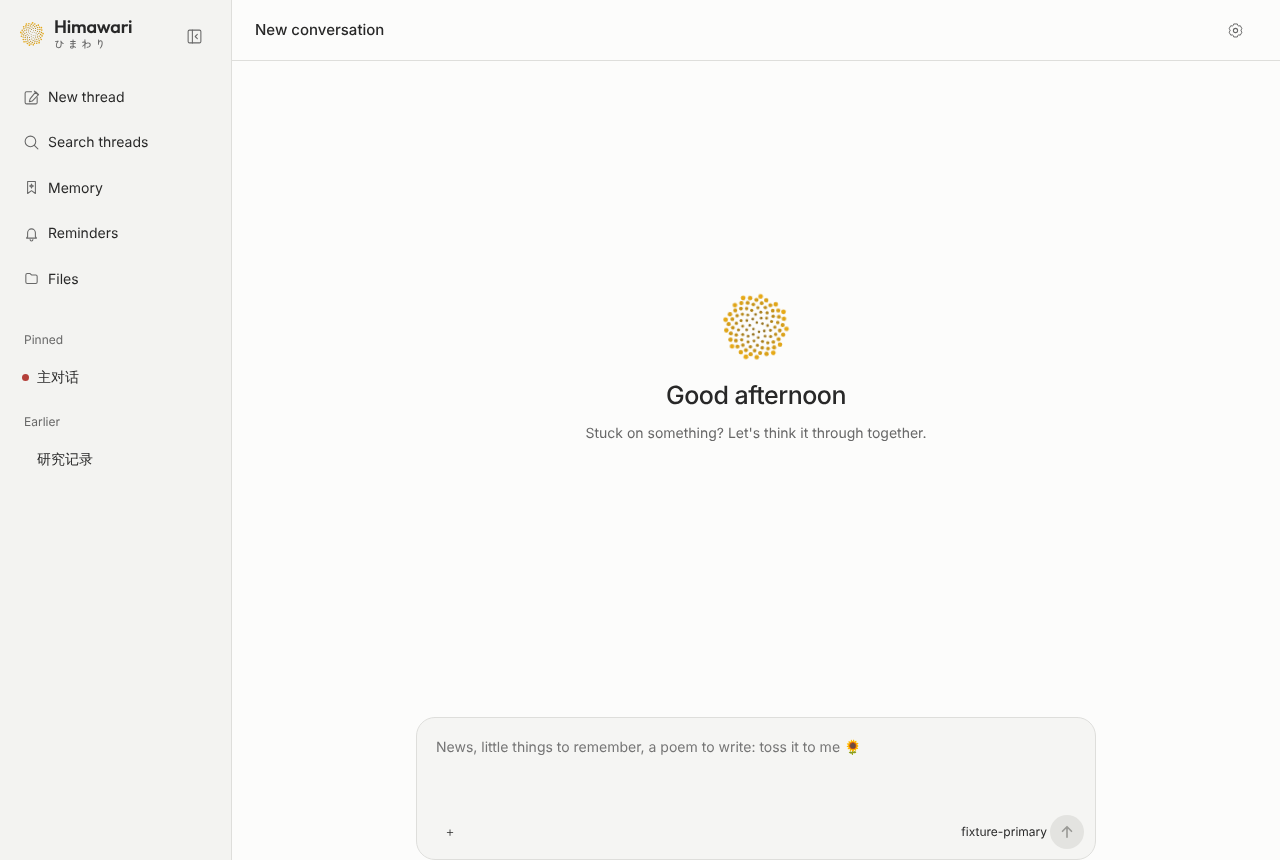 Himawari
ひまわり
New conversation
New thread
Search threads
Memory
Reminders
Files
Pinned
主对话
Earlier
研究记录
Good afternoon
Stuck on something? Let's think it through together.
News, little things to remember, a poem to write: toss it to me 🌻
+
fixture-primary